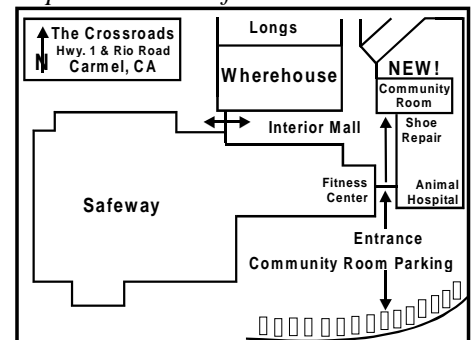 The Crossroads
Hwy. 1 & Rio Road
Carmel, CA
N
Longs
Wherehouse
NEW!
Community
Room
Interior Mall
Shoe
Repair
Safeway
Fitness
Center
Animal
Hospital
Entrance
Community Room Parking